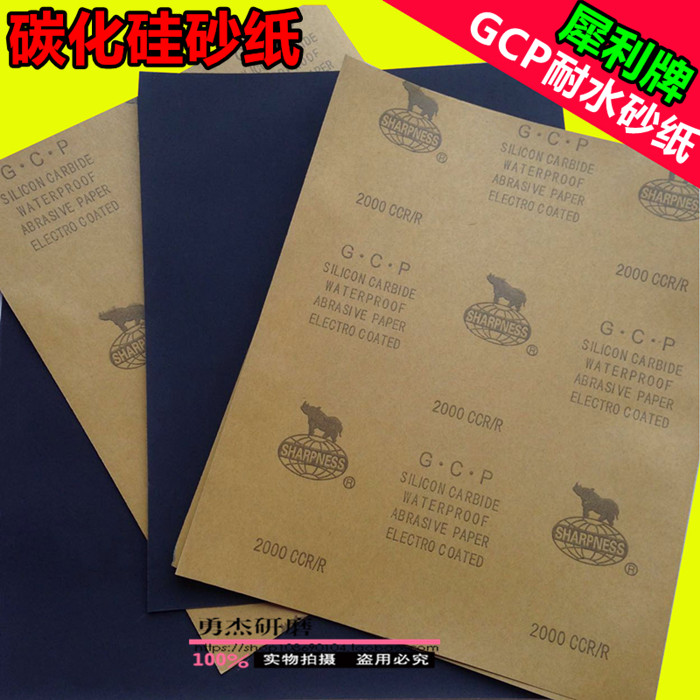 碳化硅砂纸
犀利牌
GCP耐水砂纸
G·C·P
SILICON CARBIDE
WATERPROOF
ABRASIVE PAPER
ELECTRO COATED
SHARPNESS
®
SHARPNESS
®
G·C·P
SILICON CARBIDE
WATERPROOF
ABRASIVE PAPER
ELECTRO COATED
SHARPNESS
2000 CCR/R
2000 CCR/R
G·C·P
SILICON CARBIDE
WATERPROOF
ABRASIVE PAPER
ELECTRO COATED
SHARPNESS
®
G·C·P
SILICON CARBIDE
WATERPROOF
ABRASIVE PAPER
ELECTRO COATED
2000 CCR/R
SHARPNESS
®
G·C·P
SILICON CARBIDE
WATERPROOF
ABRASIVE PAPER
ELECTRO COATED
SHARPNESS
®
2000 CCR/R
2000 CCR/R
勇杰研磨
100% 实物拍摄 盗用必究